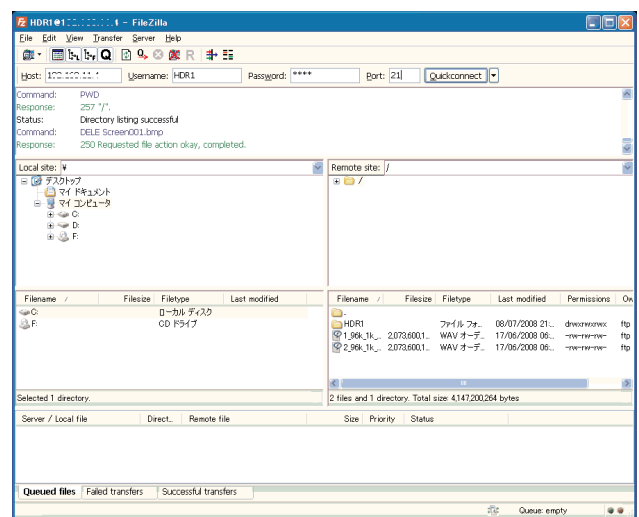 HDR1@1 - FileZilla
File Edit View Transfer Server Help
Host: Username: HDR1 Password: **** Port: 21 Quickconnect
Command: PWD
Response: 257 "/".
Status: Directory listing successful
Command: DELE Screen001.bmp
Response: 250 Requested file action okay, completed.
Local site: ¥
デスクトップ
マイ ドキュメント
マイ コンピュータ
C:
D:
F:
Remote site: /
/
Filename / Filesize Filetype Last modified
C: ローカル ディスク
F: CD ドライブ
Selected 1 directory.
Filename / Filesize Filetype Last modified Permissions Ow
..
HDR1 ファイル フォ... 08/07/2008 21:... drwxrwxrwx ftp
1_96k_1k_... 2,073,600,1... WAV オーデ... 17/06/2008 06:... -rw-rw-rw- ftp
2_96k_1k_... 2,073,600,1... WAV オーデ... 17/06/2008 06:... -rw-rw-rw- ftp
2 files and 1 directory. Total size: 4,147,200,264 bytes
Server / Local file Direct... Remote file Size Priority Status
Queued files Failed transfers Successful transfers
Queue: empty